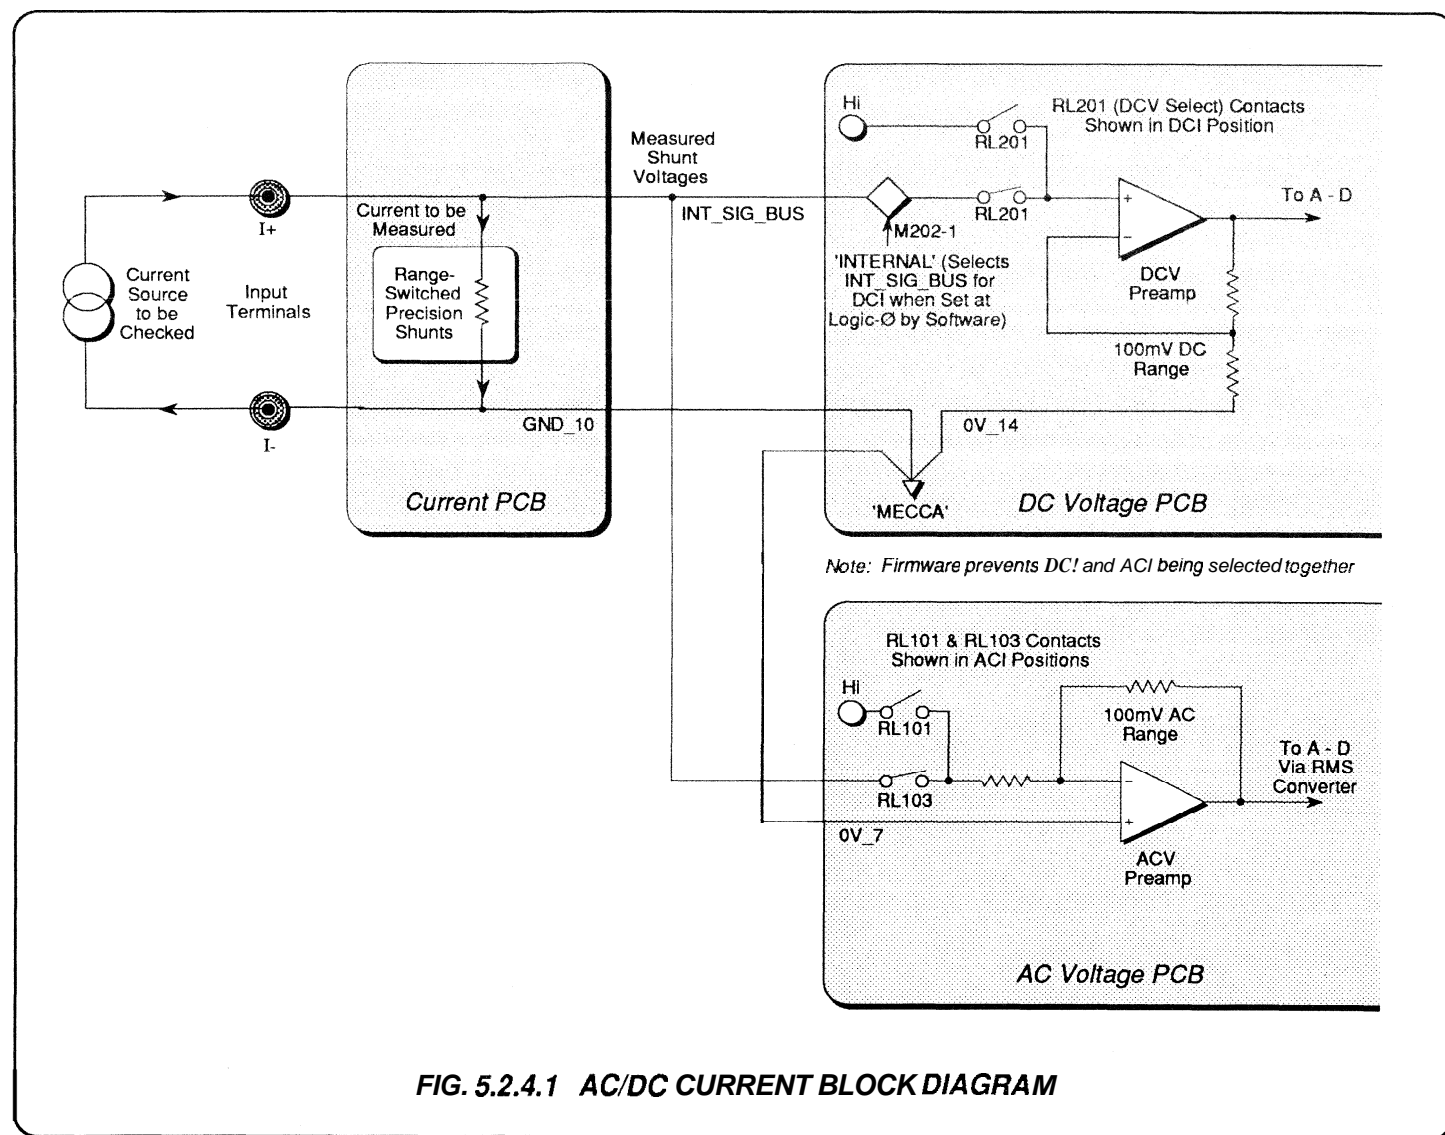 Hi
RL201 (DCV Select) Contacts
Shown in DCI Position
RL201
Measured
Shunt
Voltages
To A - D
I+
Current to be
Measured
INT_SIG_BUS
RL201
+
−
M202-1
'INTERNAL' (Selects
INT_SIG_BUS for
DCI when Set at
Logic-Ø by Software)
DCV
Preamp
Current
Source
to be
Checked
Input
Terminals
Range-
Switched
Precision
Shunts
100mV DC
Range
I-
GND_10
0V_14
Current PCB
'MECCA'
DC Voltage PCB
Note: Firmware prevents DC! and ACI being selected together
RL101 & RL103 Contacts
Shown in ACI Positions
Hi
RL101
100mV AC
Range
To A - D
Via RMS
Converter
RL103
−
+
0V_7
ACV
Preamp
AC Voltage PCB
FIG. 5.2.4.1 AC/DC CURRENT BLOCK DIAGRAM